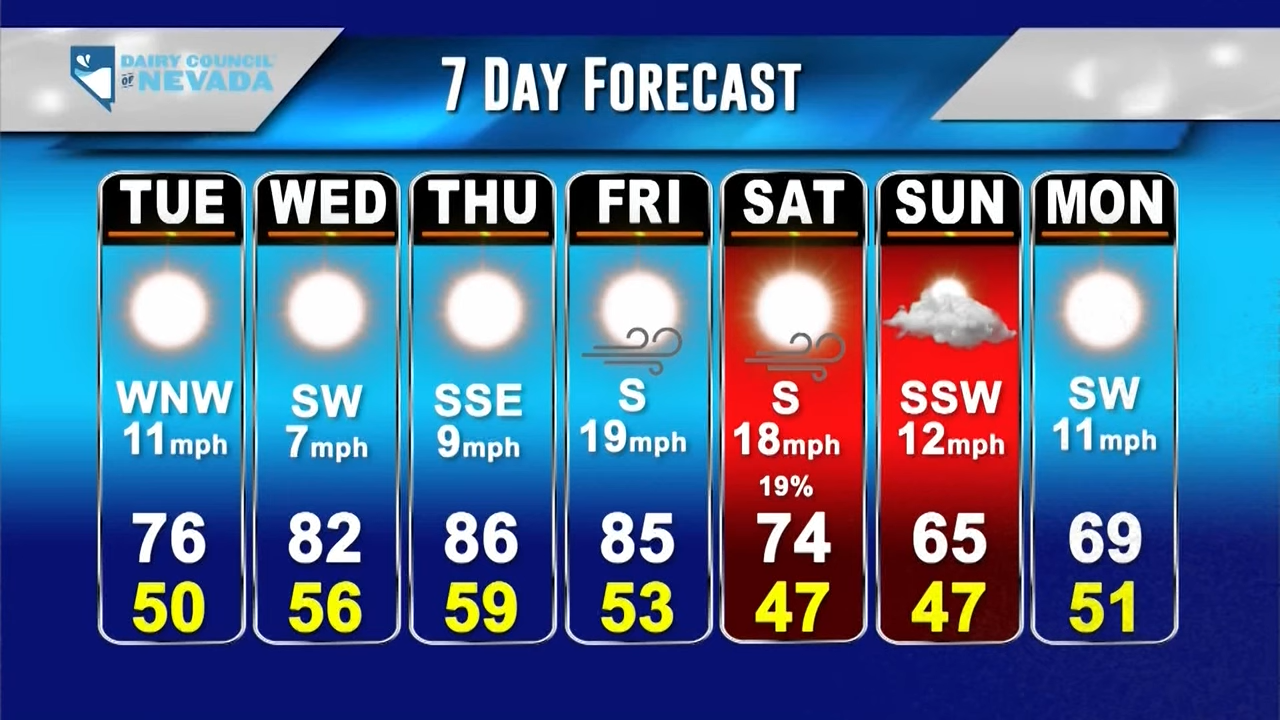 DAIRY COUNCIL
OF NEVADA
7 DAY FORECAST
TUE
WNW
11mph
76
50
WED
SW
7mph
82
56
THU
SSE
9mph
86
59
FRI
S
19mph
85
53
SAT
S
18mph
19%
74
47
SUN
SSW
12mph
65
47
MON
SW
11mph
69
51